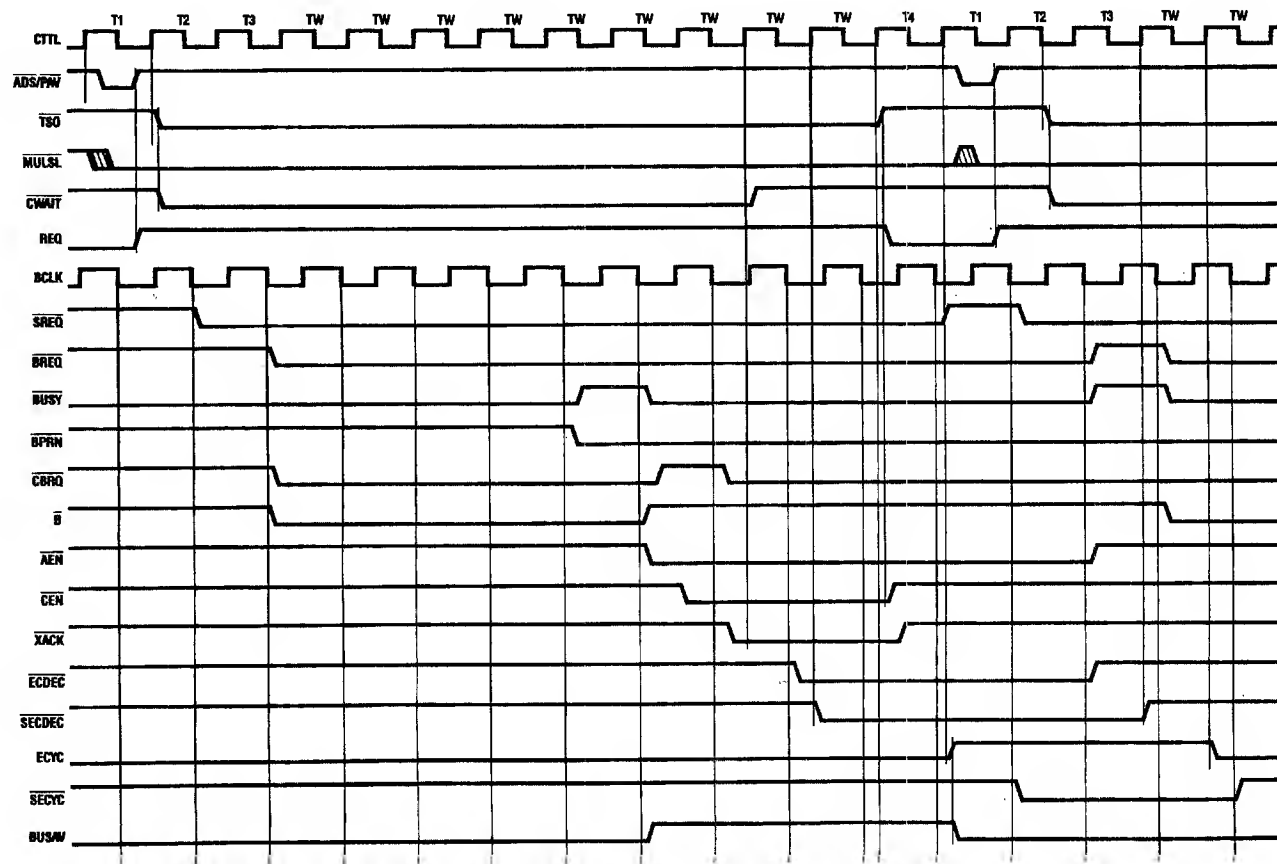 T1 T2 T3 TW TW TW TW TW TW TW TW TW T4 T1 T2 T3 TW TW
CTTL
ADS/PAV
TSO
MULSL
CWAIT
REQ
BCLK
SREQ
BREQ
BUSY
BPRN
CBRQ
B
AEN
CEN
XACK
ECDEC
SECDEC
ECYC
SECYC
BUSAV